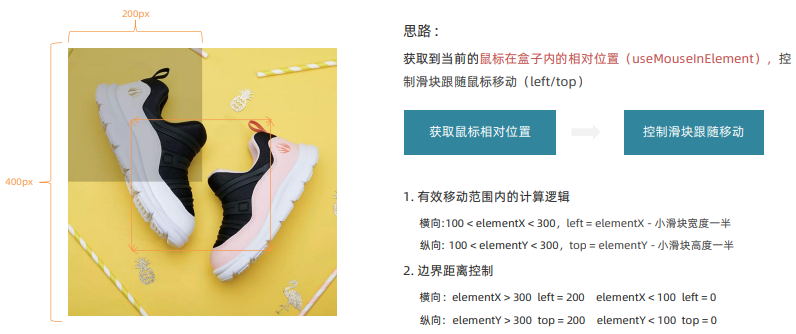 200px
400px
思路：
获取到当前的鼠标在盒子内的相对位置（useMouseInElement），控
制滑块跟随鼠标移动（left/top）
获取鼠标相对位置
控制滑块跟随移动
1. 有效移动范围内的计算逻辑
横向:100 < elementX < 300，left = elementX - 小滑块宽度一半
纵向: 100 < elementY < 300，top = elementY - 小滑块高度一半
2. 边界距离控制
横向：elementX > 300 left = 200 elementX < 100 left = 0
纵向：elementY > 300 top = 200 elementY < 100 top = 0